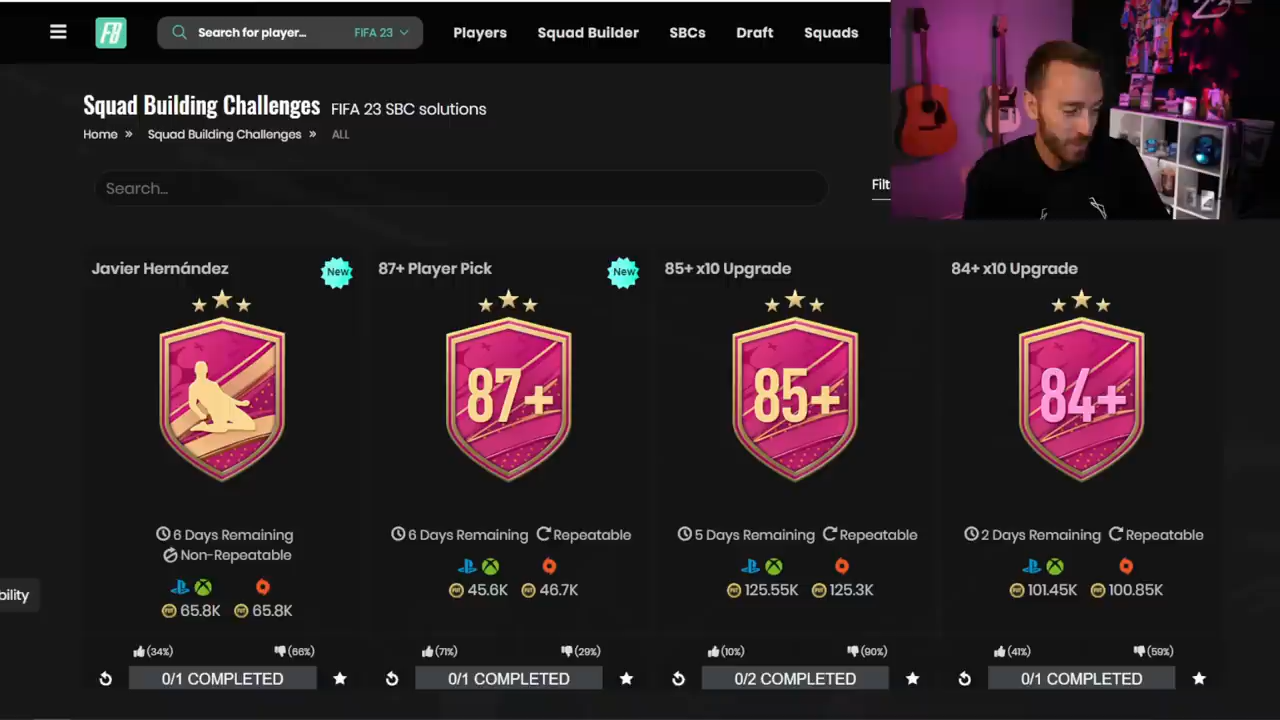 FB
Search for player...
FIFA 23
Players
Squad Builder
SBCs
Draft
Squads
Squad Building Challenges
FIFA 23 SBC solutions
Home » Squad Building Challenges » ALL
Search...
Filt
Javier Hernández
New
87+ Player Pick
New
85+ x10 Upgrade
84+ x10 Upgrade
87+
85+
84+
6 Days Remaining
Non-Repeatable
6 Days Remaining
Repeatable
5 Days Remaining
Repeatable
2 Days Remaining
Repeatable
65.8K
65.8K
45.6K
46.7K
125.55K
125.3K
101.45K
100.85K
bility
(34%)
(66%)
(71%)
(29%)
(10%)
(90%)
(41%)
(59%)
0/1 COMPLETED
0/1 COMPLETED
0/2 COMPLETED
0/1 COMPLETED